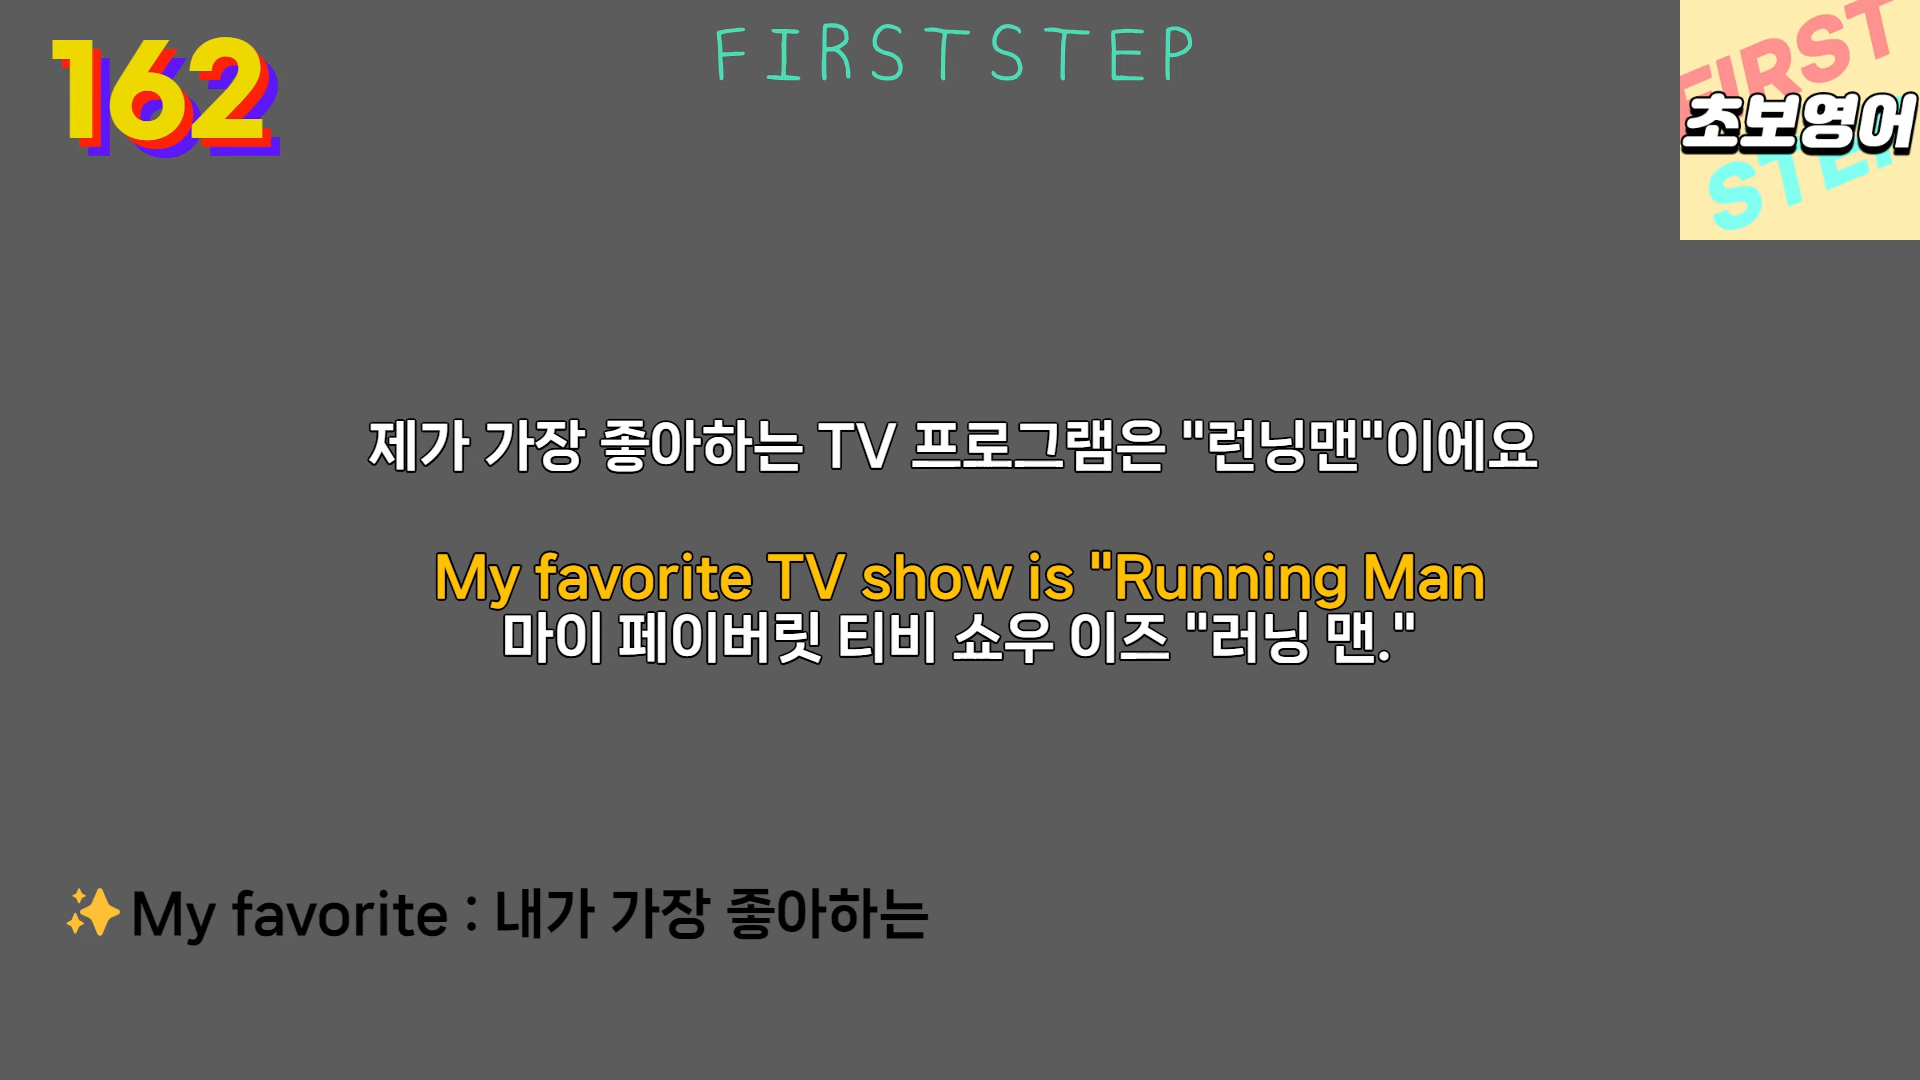 162
FIRSTSTEP
FIRST
초보영어
STEP
제가 가장 좋아하는 TV 프로그램은 "런닝맨"이에요
My favorite TV show is "Running Man
마이 페이버릿 티비 쇼우 이즈 "러닝 맨."
✨My favorite : 내가 가장 좋아하는